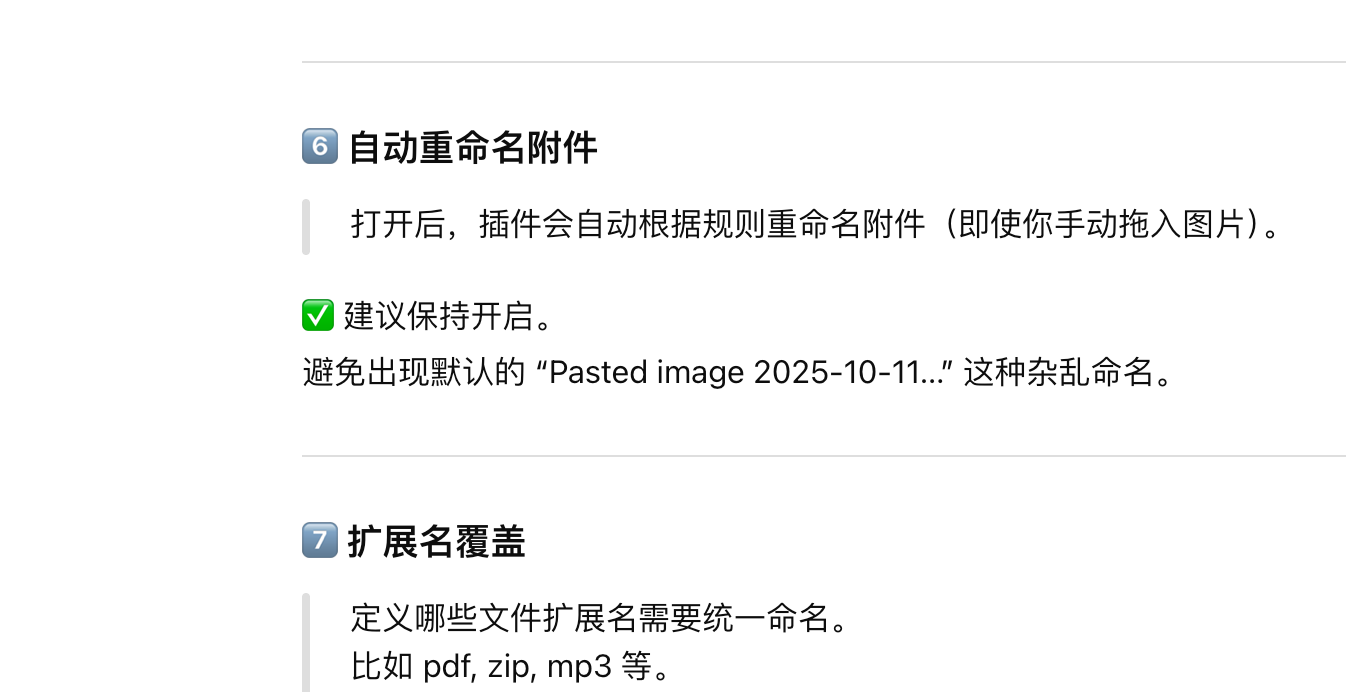 6️⃣ 自动重命名附件
打开后，插件会自动根据规则重命名附件（即使你手动拖入图片）。
✅ 建议保持开启。
避免出现默认的 “Pasted image 2025-10-11…” 这种杂乱命名。
7️⃣ 扩展名覆盖
定义哪些文件扩展名需要统一命名。
比如 pdf, zip, mp3 等。